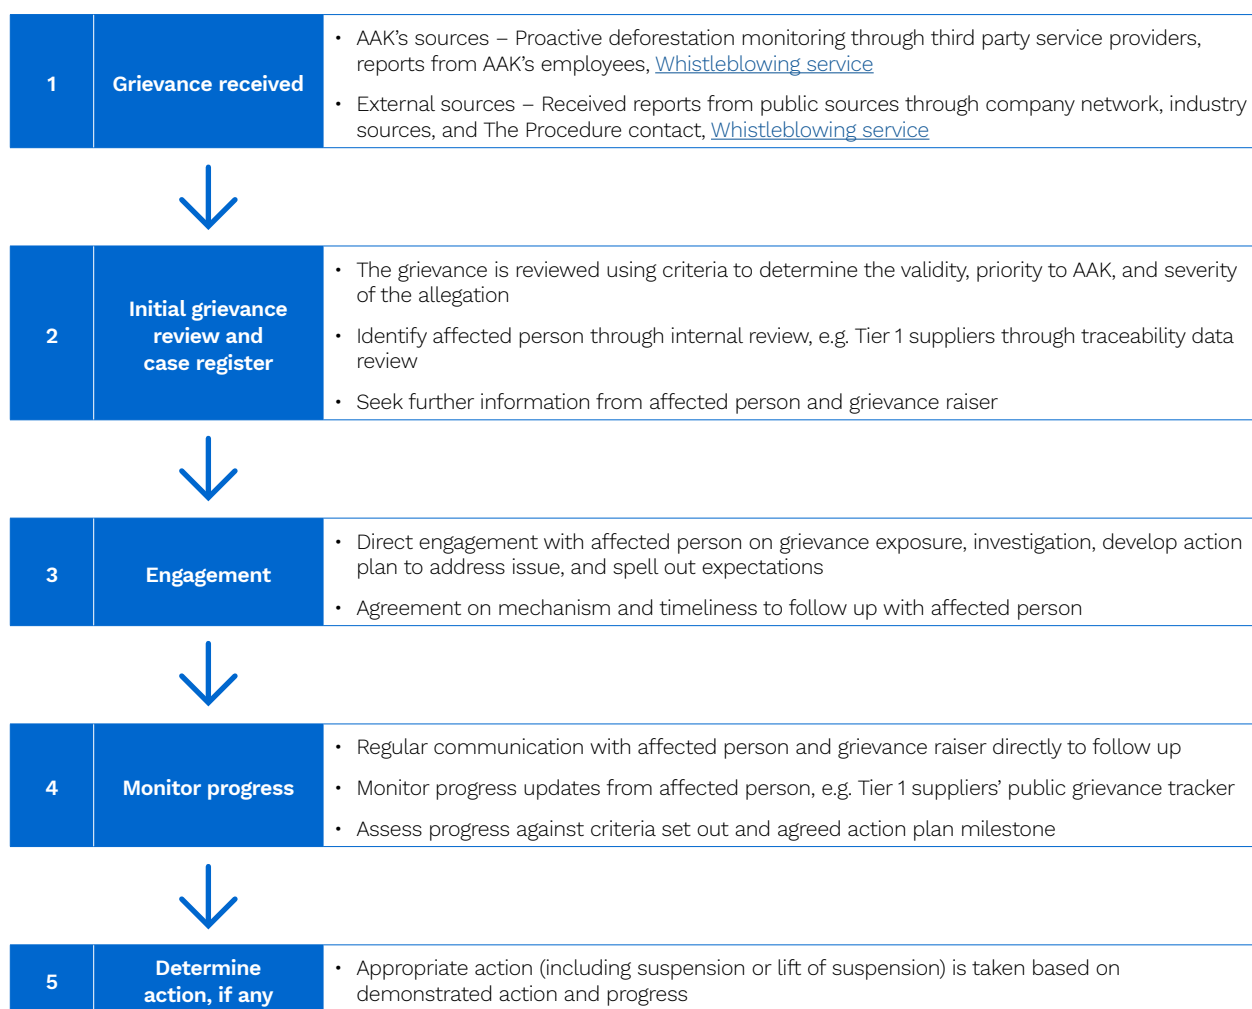 1
Grievance received
• AAK's sources – Proactive deforestation monitoring through third party service providers,
reports from AAK's employees, Whistleblowing service
• External sources – Received reports from public sources through company network, industry
sources, and The Procedure contact, Whistleblowing service
2
Initial grievance
review and
case register
• The grievance is reviewed using criteria to determine the validity, priority to AAK, and severity
of the allegation
• Identify affected person through internal review, e.g. Tier 1 suppliers through traceability data
review
• Seek further information from affected person and grievance raiser
3
Engagement
• Direct engagement with affected person on grievance exposure, investigation, develop action
plan to address issue, and spell out expectations
• Agreement on mechanism and timeliness to follow up with affected person
4
Monitor progress
• Regular communication with affected person and grievance raiser directly to follow up
• Monitor progress updates from affected person, e.g. Tier 1 suppliers' public grievance tracker
• Assess progress against criteria set out and agreed action plan milestone
5
Determine
action, if any
• Appropriate action (including suspension or lift of suspension) is taken based on
demonstrated action and progress